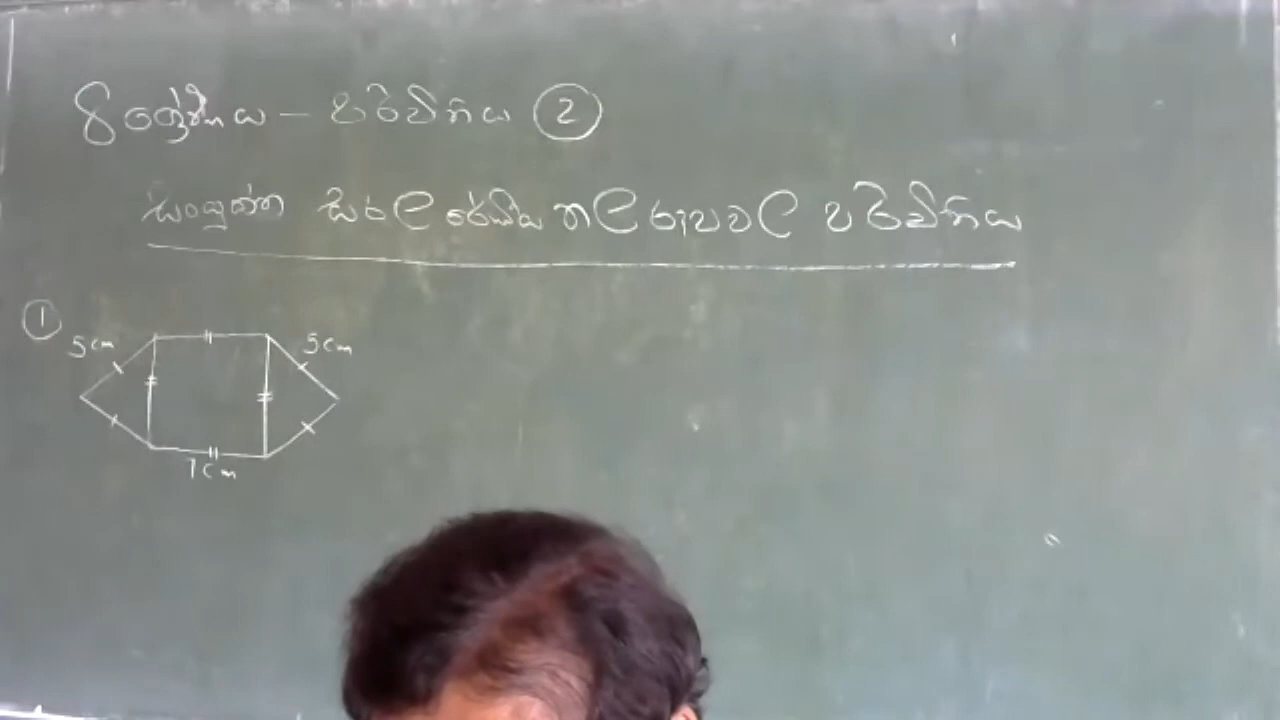 8 ශ්‍රේණිය – පරිමිතිය ②
සංයුක්ත සරල රේඛීය තල රූපවල පරිමිතිය
①
5cm 5cm
7cm